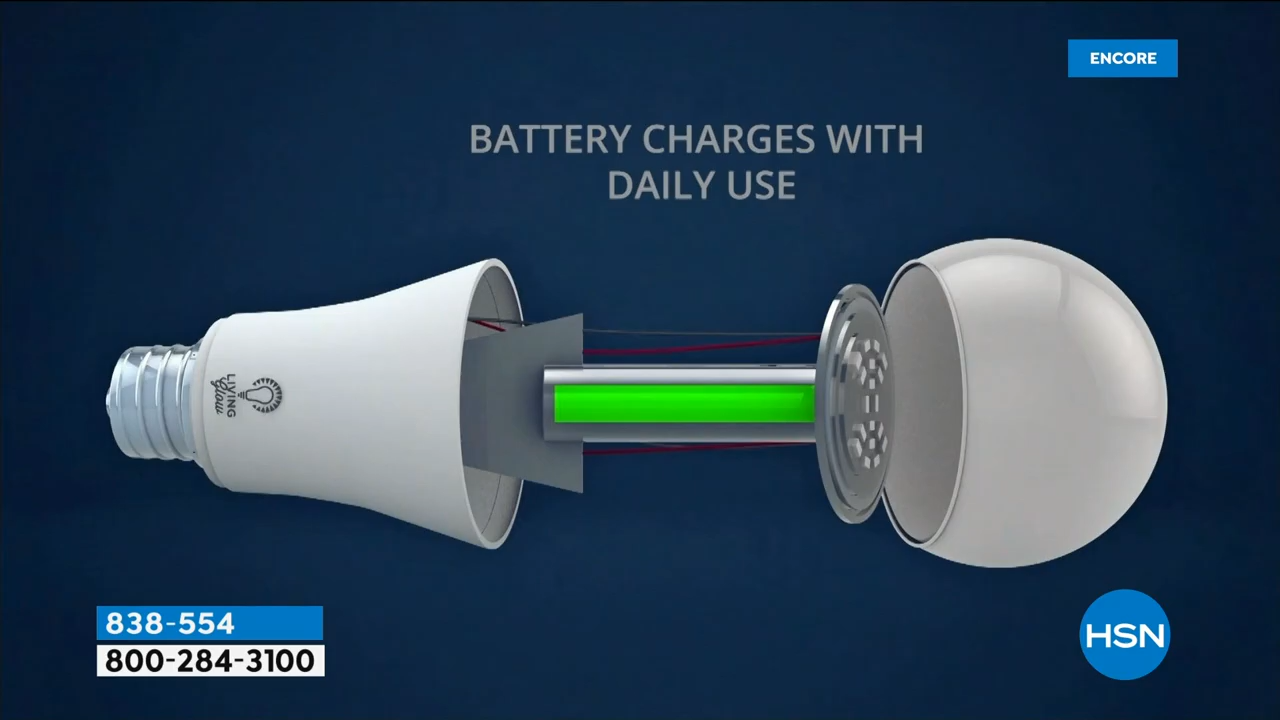 ENCORE
BATTERY CHARGES WITH
DAILY USE
LIVING
glow
838-554
800-284-3100
HSN